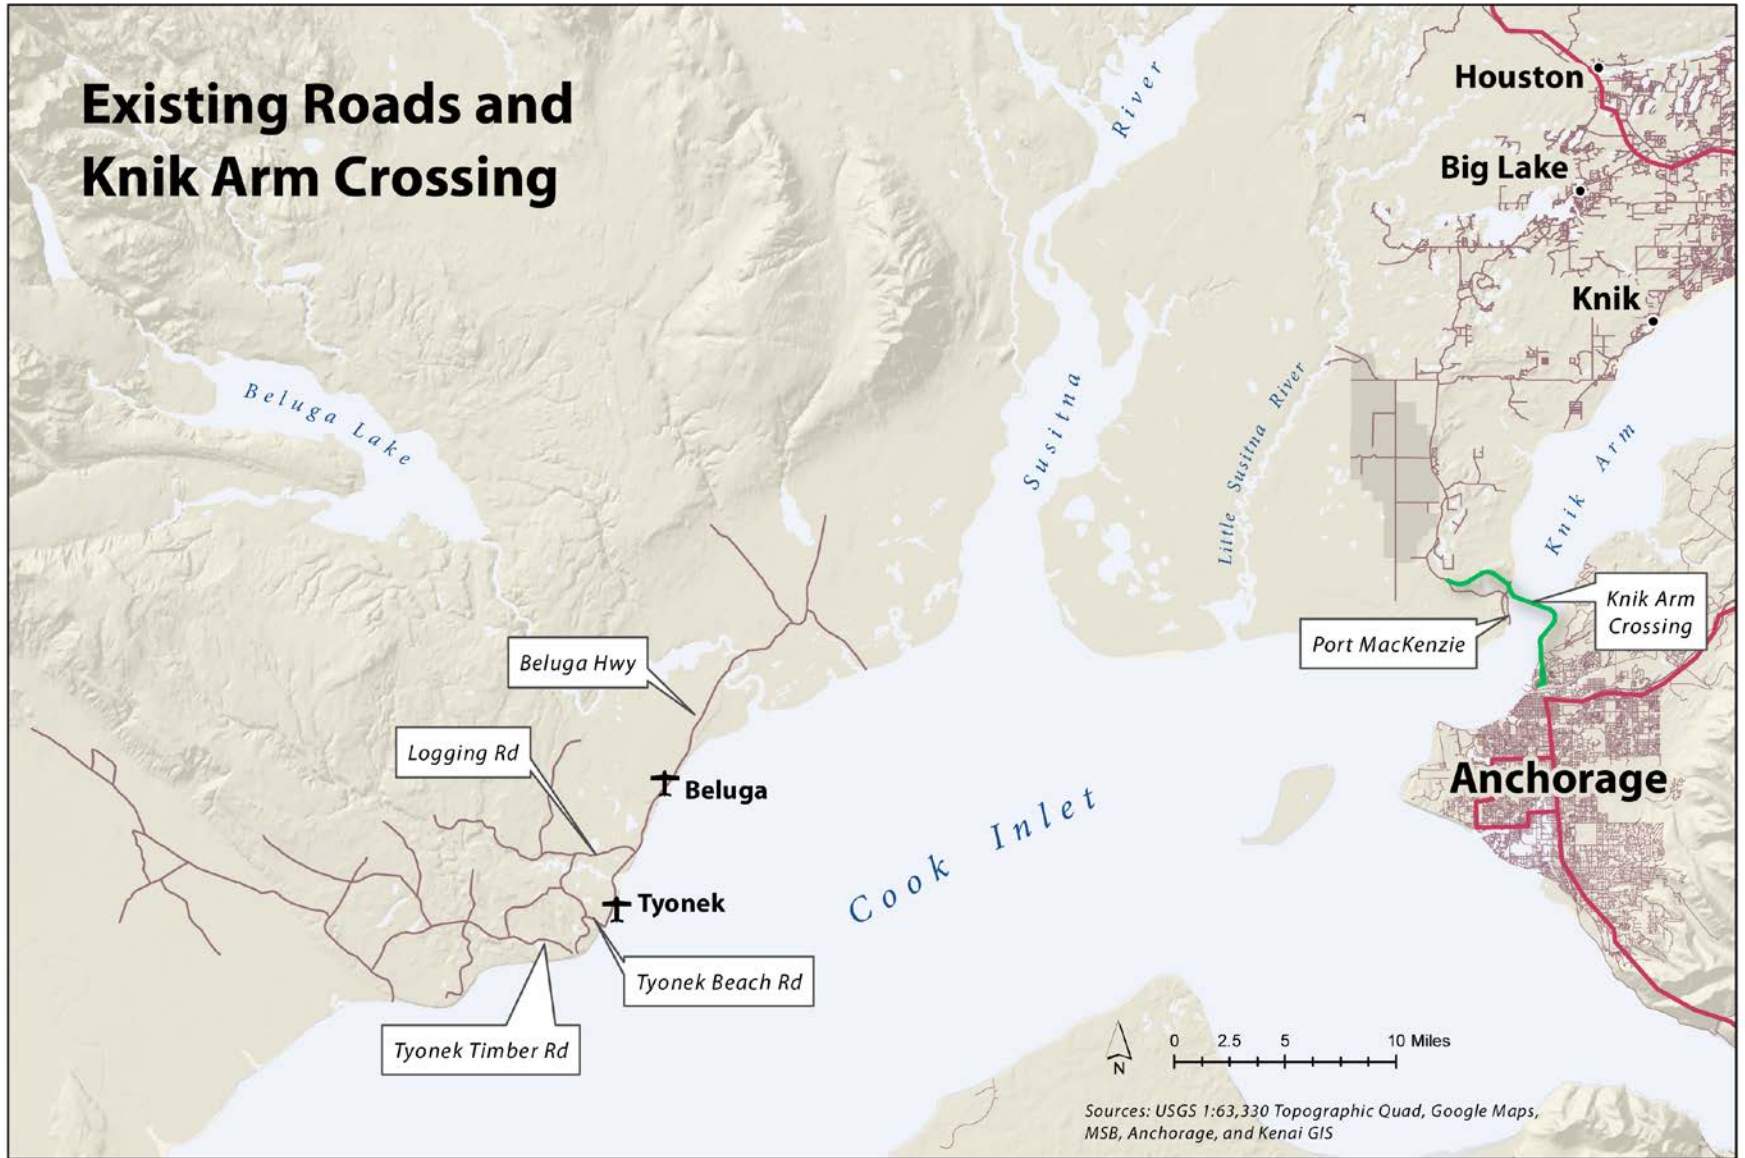 Existing Roads and
Knik Arm Crossing
River
Houston
Big Lake
Knik
Beluga Lake
Susitna
Little Susitna River
Knik Arm
Knik Arm
Crossing
Port MacKenzie
Beluga Hwy
Logging Rd
Beluga
Anchorage
Cook Inlet
Tyonek
Tyonek Beach Rd
Tyonek Timber Rd
N
0 2.5 5 10 Miles
Sources: USGS 1:63,330 Topographic Quad, Google Maps,
MSB, Anchorage, and Kenai GIS